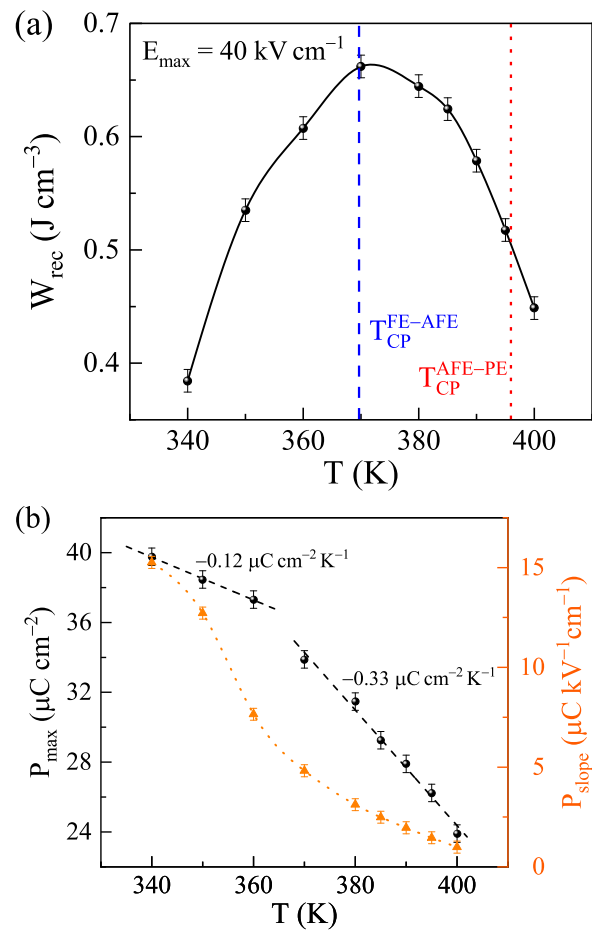 (a)
E_max = 40 kV cm⁻¹
0.7
0.6
0.5
0.4
W_rec (J cm⁻³)
T_CP^FE–AFE
T_CP^AFE–PE
340 360 380 400
T (K)
(b)
40
36
32
28
24
P_max (μC cm⁻²)
−0.12 μC cm⁻² K⁻¹
−0.33 μC cm⁻² K⁻¹
15
10
5
0
P_slope (μC kV⁻¹cm⁻¹)
340 360 380 400
T (K)